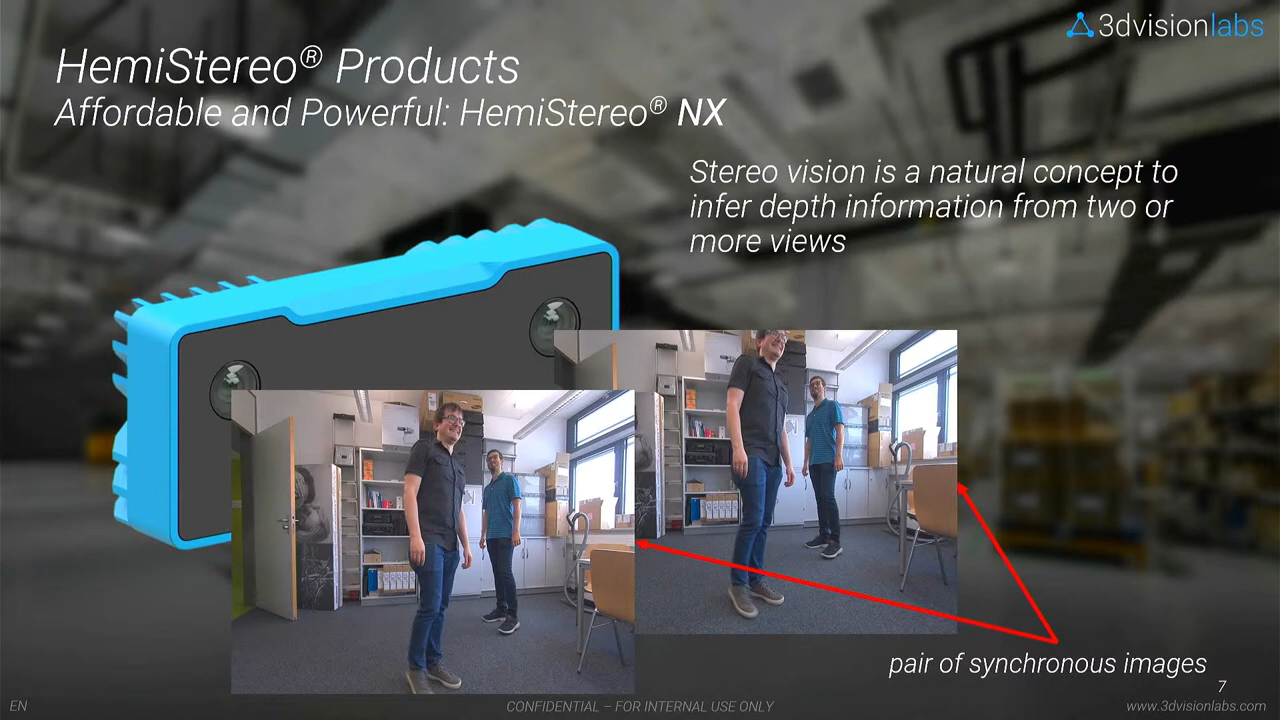 3dvisionlabs
HemiStereo® Products
Affordable and Powerful: HemiStereo® NX
Stereo vision is a natural concept to
infer depth information from two or
more views
pair of synchronous images
7
EN
CONFIDENTIAL – FOR INTERNAL USE ONLY
www.3dvisionlabs.com